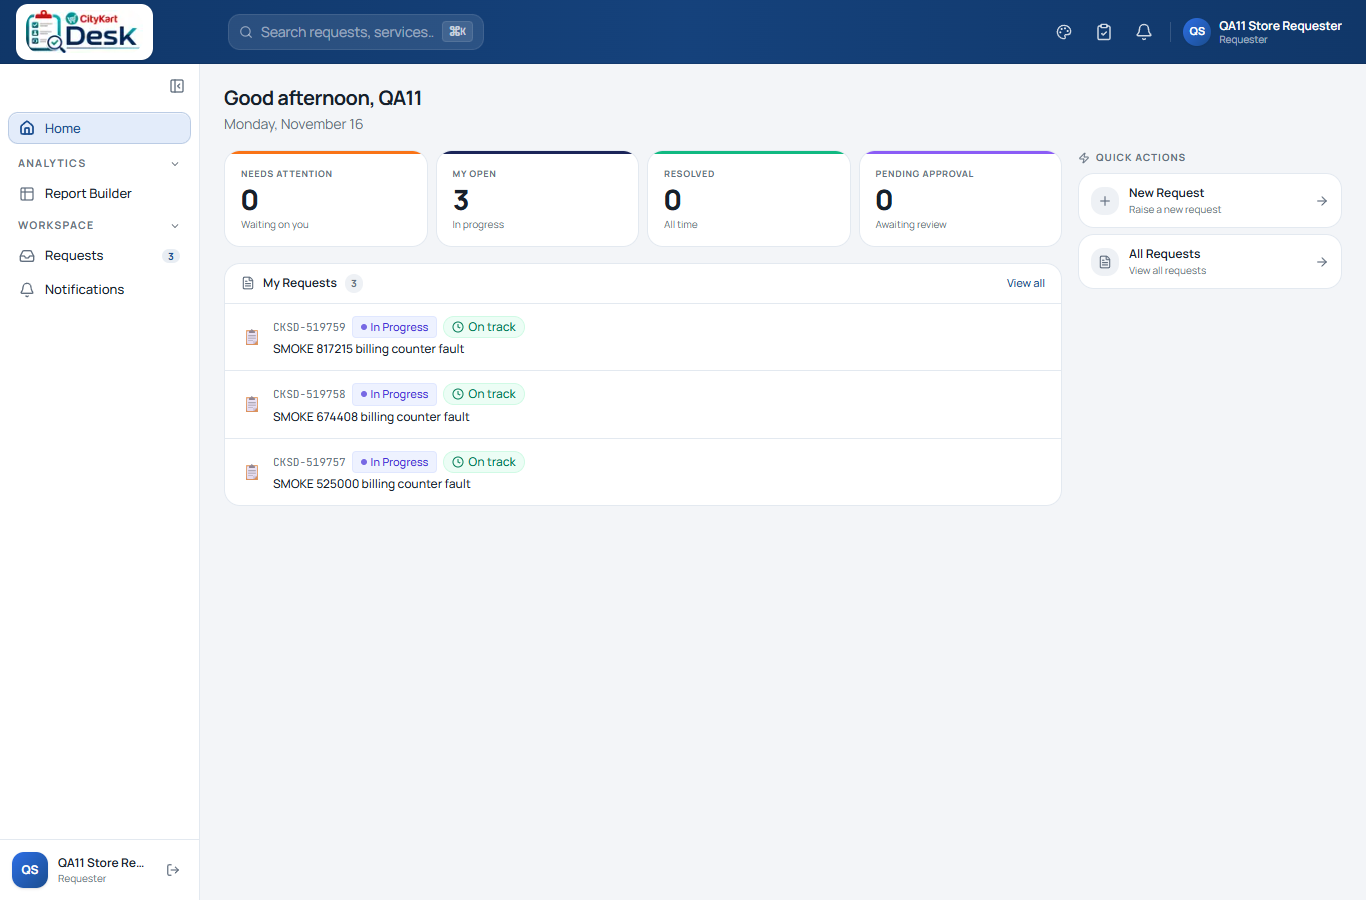 CityKart
Desk
Search requests, services..
⌘K
QS
QA11 Store Requester
Requester
Home
ANALYTICS
Report Builder
WORKSPACE
Requests
3
Notifications
Good afternoon, QA11
Monday, November 16
NEEDS ATTENTION
0
Waiting on you
MY OPEN
3
In progress
RESOLVED
0
All time
PENDING APPROVAL
0
Awaiting review
My Requests 3
View all
CKSD-519759 In Progress On track
SMOKE 817215 billing counter fault
CKSD-519758 In Progress On track
SMOKE 674408 billing counter fault
CKSD-519757 In Progress On track
SMOKE 525000 billing counter fault
QUICK ACTIONS
New Request
Raise a new request
All Requests
View all requests
QS
QA11 Store Re...
Requester